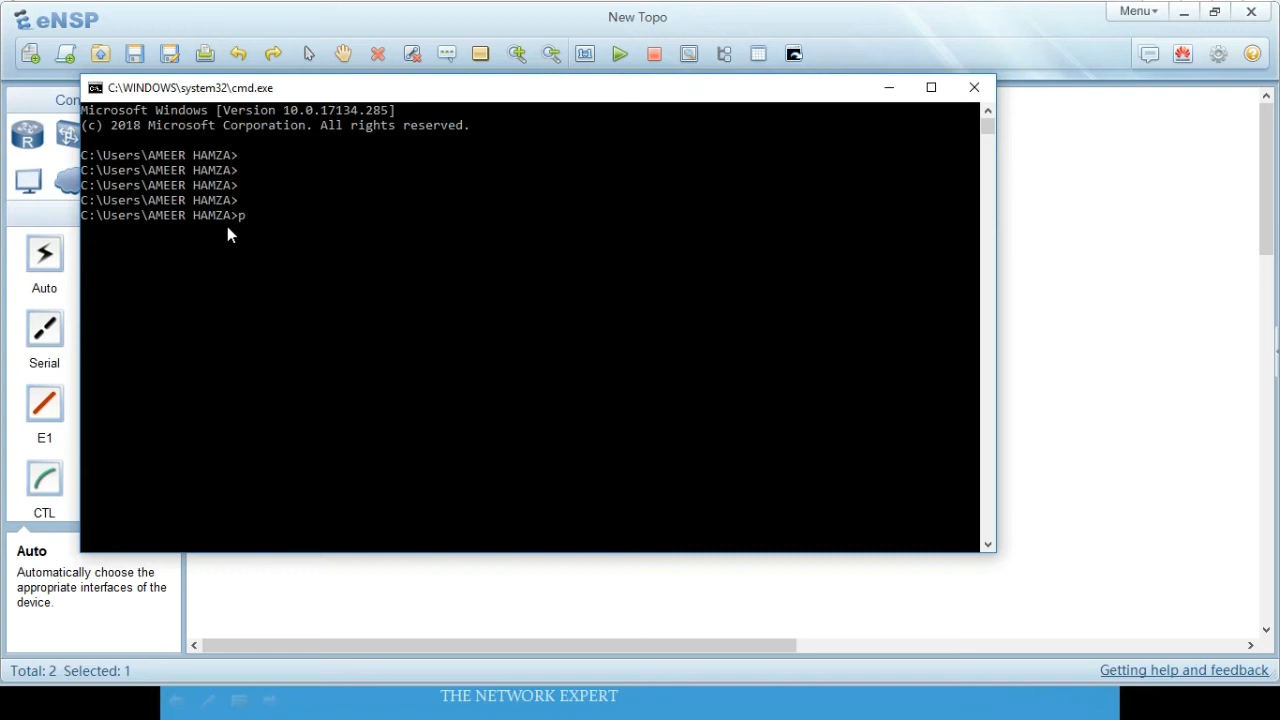 eNSP
New Topo
Menu
C:\WINDOWS\system32\cmd.exe
Microsoft Windows [Version 10.0.17134.285]
(c) 2018 Microsoft Corporation. All rights reserved.
C:\Users\AMEER HAMZA>
C:\Users\AMEER HAMZA>
C:\Users\AMEER HAMZA>
C:\Users\AMEER HAMZA>
C:\Users\AMEER HAMZA>p
Con
R
Auto
Serial
E1
CTL
Auto
Automatically choose the
appropriate interfaces of the
device.
Total: 2 Selected: 1
Getting help and feedback
THE NETWORK EXPERT